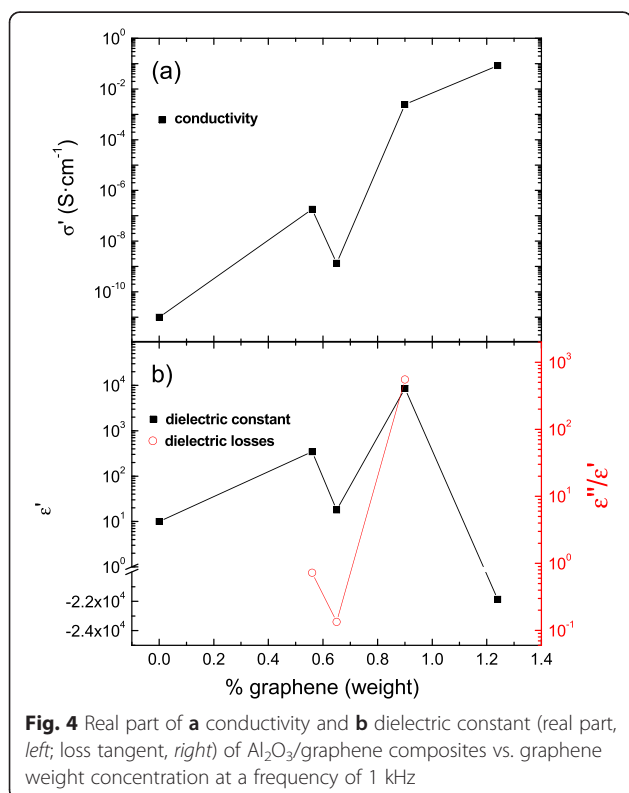 10⁰
10⁻²
10⁻⁴
10⁻⁶
10⁻⁸
10⁻¹⁰
σ' (S·cm⁻¹)
(a)
■ conductivity
b)
■ dielectric constant
○ dielectric losses
10⁴
10³
10²
10¹
10⁰
-2.2x10⁴
-2.4x10⁴
ε'
10³
10²
10¹
10⁰
10⁻¹
ε''/ε'
0.0 0.2 0.4 0.6 0.8 1.0 1.2 1.4
% graphene (weight)
Fig. 4 Real part of a conductivity and b dielectric constant (real part,
left; loss tangent, right) of Al₂O₃/graphene composites vs. graphene
weight concentration at a frequency of 1 kHz